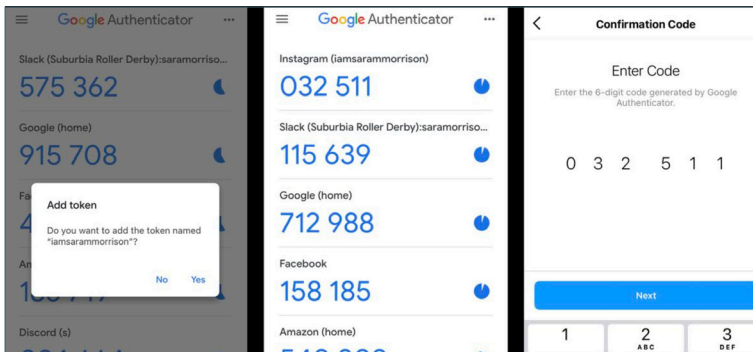 Google Authenticator
Slack (Suburbia Roller Derby):saramorriso...
575 362
Google (home)
915 708
Fa
4
Add token
Do you want to add the token named
"iamsarammorrison"?
No Yes
Discord (s)
Google Authenticator
Instagram (iamsarammorrison)
032 511
Slack (Suburbia Roller Derby):saramorriso...
115 639
Google (home)
712 988
Facebook
158 185
Amazon (home)
Confirmation Code
Enter Code
Enter the 6-digit code generated by Google
Authenticator.
0 3 2 5 1 1
Next
1 2 3
ABC DEF